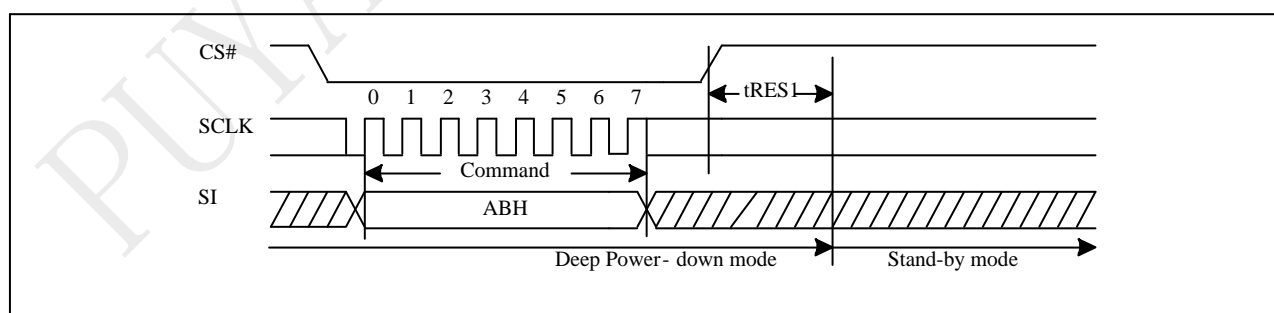 PUYA
CS#
tRES1
0 1 2 3 4 5 6 7
SCLK
Command
SI
ABH
Deep Power- down mode
Stand-by mode